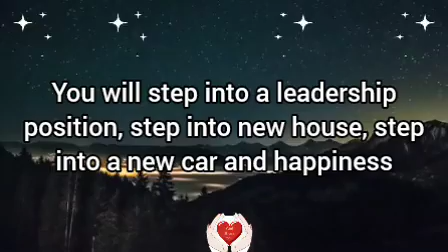 You will step into a leadership
position, step into new house, step
into a new car and happiness